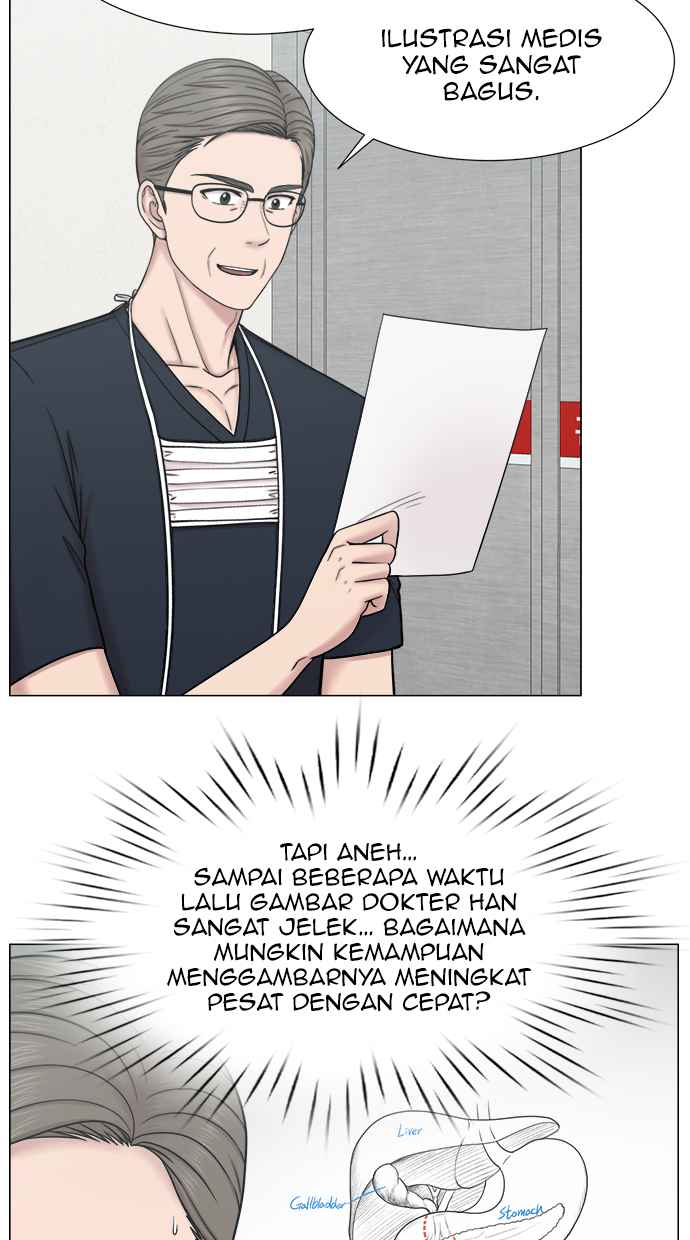 ILUSTRASI MEDIS
YANG SANGAT
BAGUS.
TAPI ANEH...
SAMPAI BEBERAPA WAKTU
LALU GAMBAR DOKTER HAN
SANGAT JELEK... BAGAIMANA
MUNGKIN KEMAMPUAN
MENGGAMBARNYA MENINGKAT
PESAT DENGAN CEPAT?
Liver
Gallbladder
Stomach